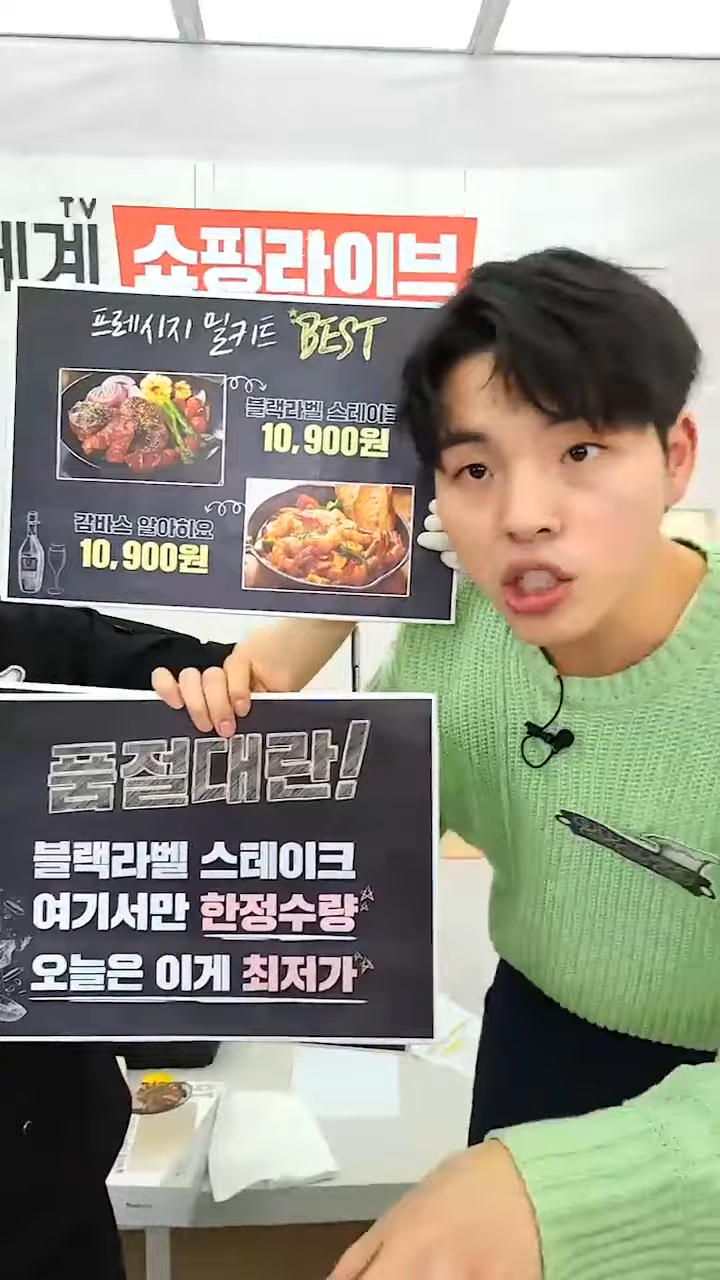 TV
세계 쇼핑라이브
프레시지 밀키트 BEST
블랙라벨 스테이크
10,900원
감바스 알아히요
10,900원
품절대란!
블랙라벨 스테이크
여기서만 한정수량
오늘은 이게 최저가